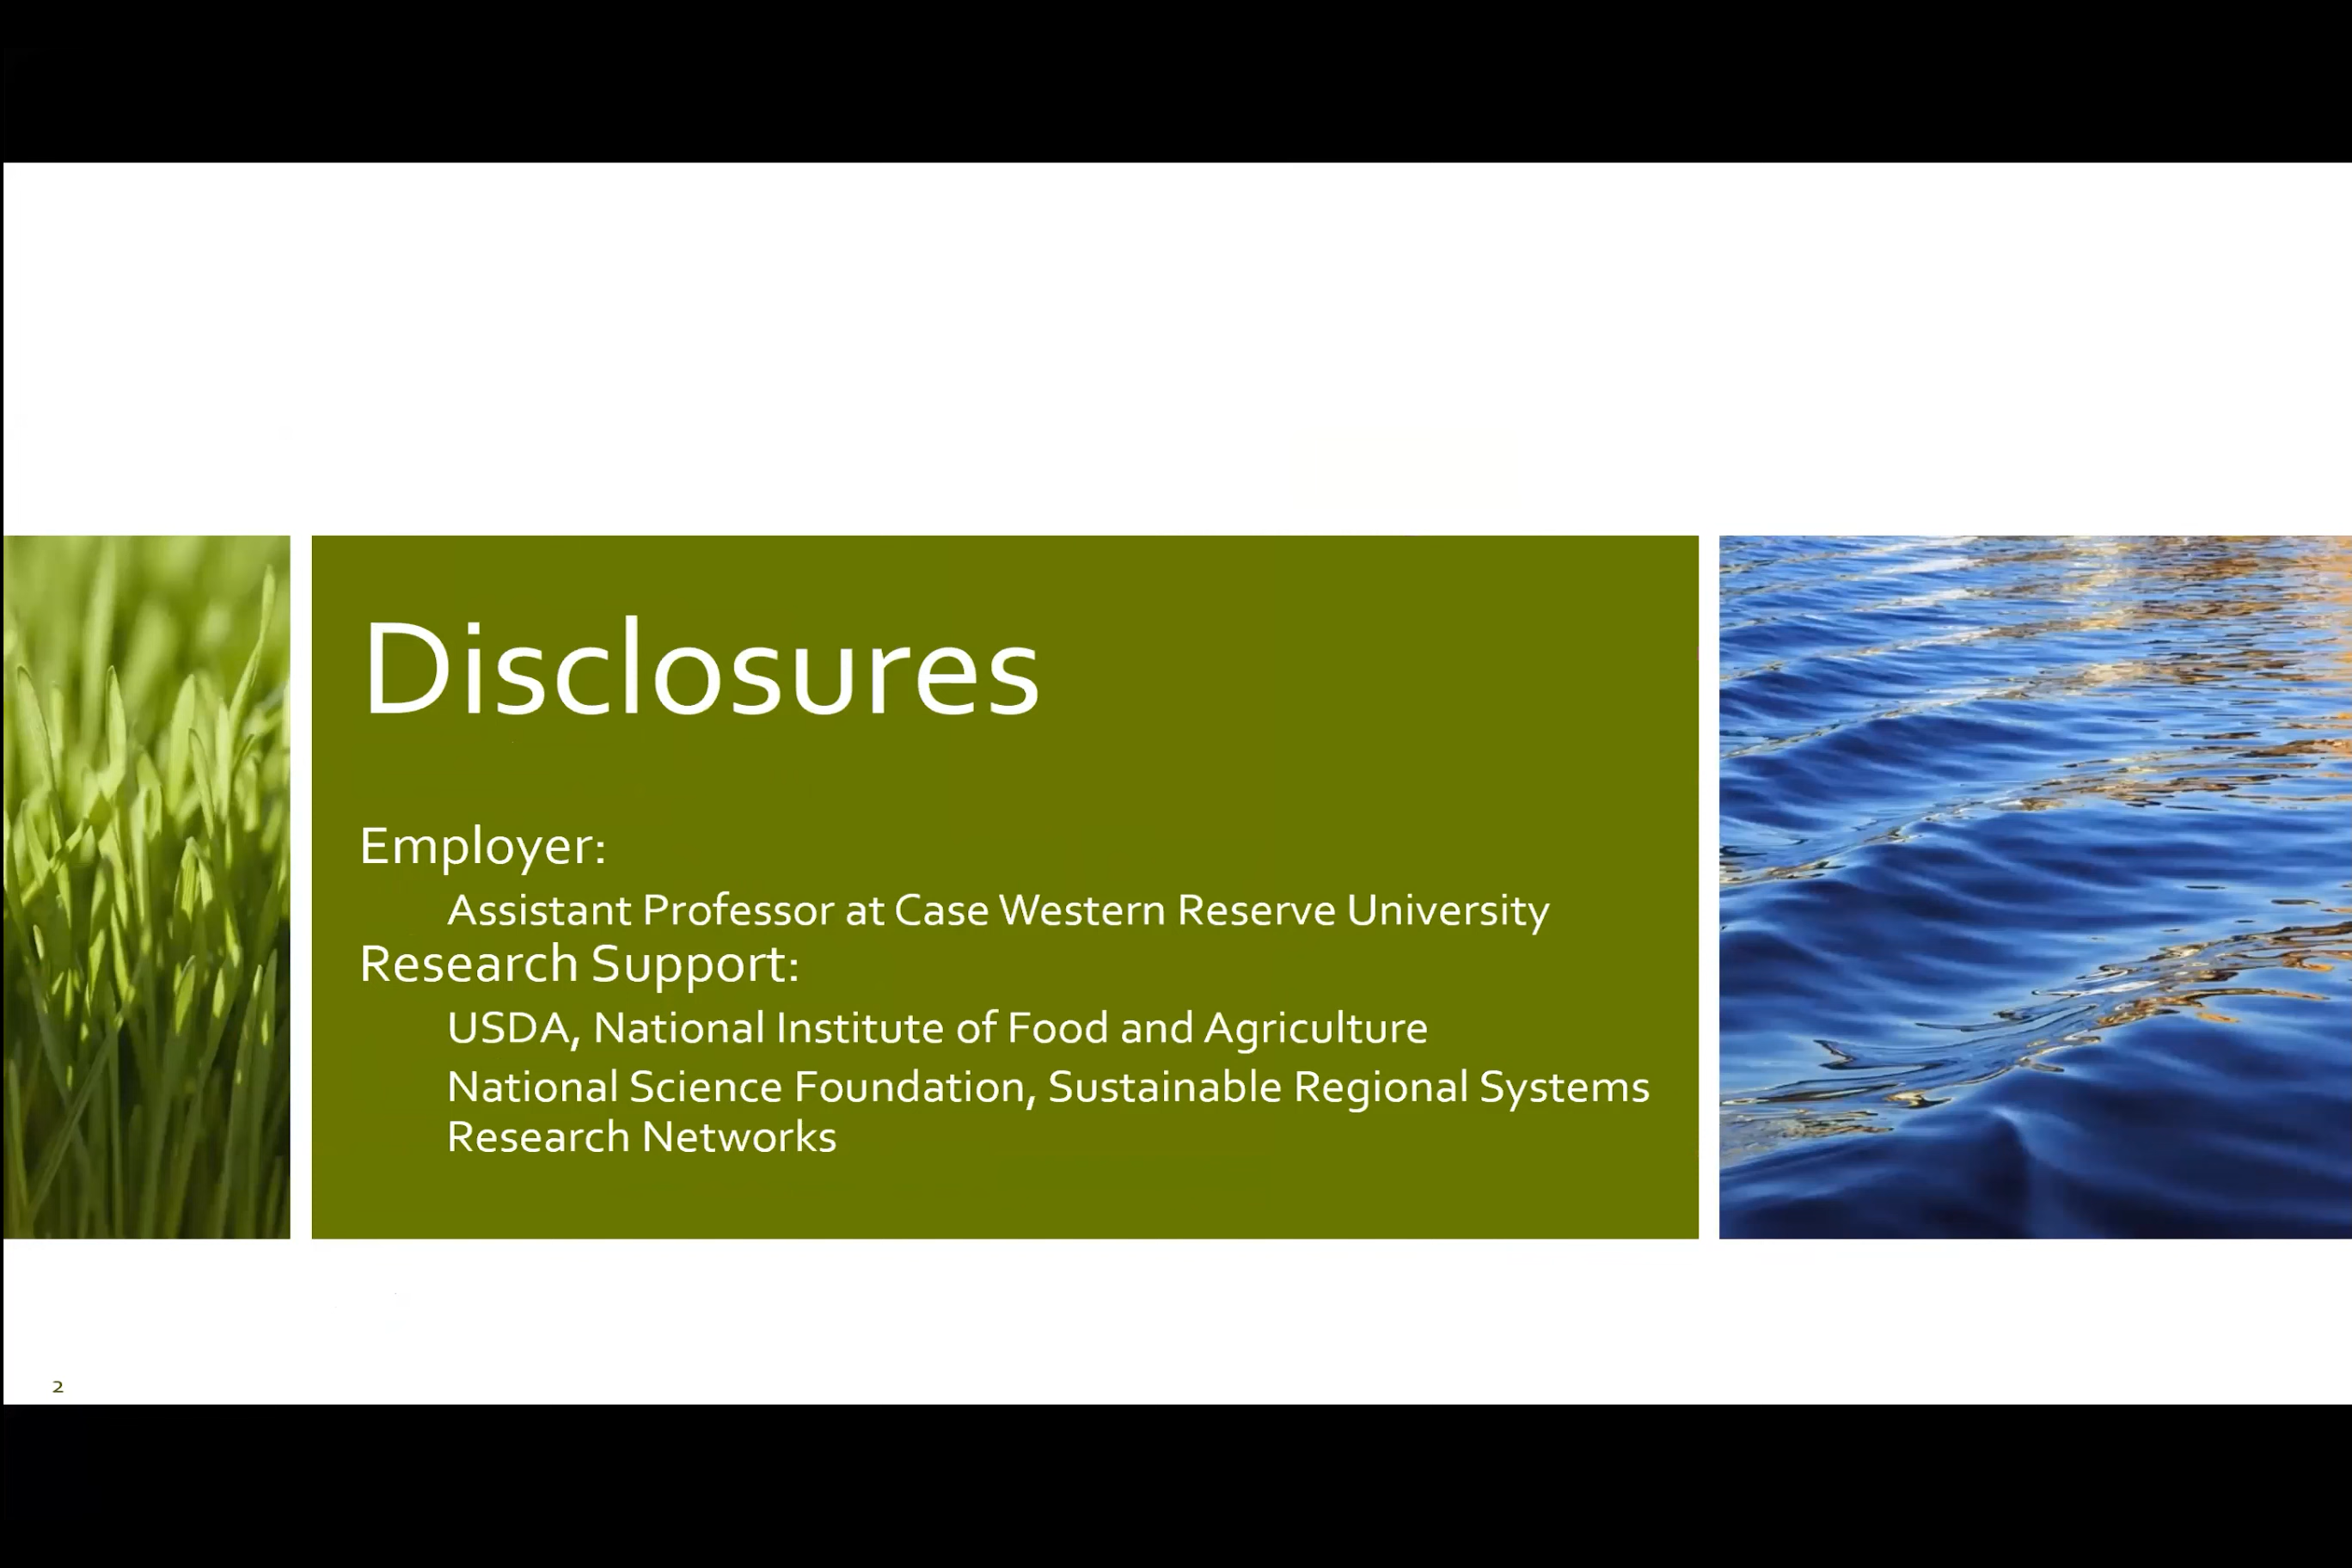 Disclosures
Employer:
Assistant Professor at Case Western Reserve University
Research Support:
USDA, National Institute of Food and Agriculture
National Science Foundation, Sustainable Regional Systems
Research Networks
2